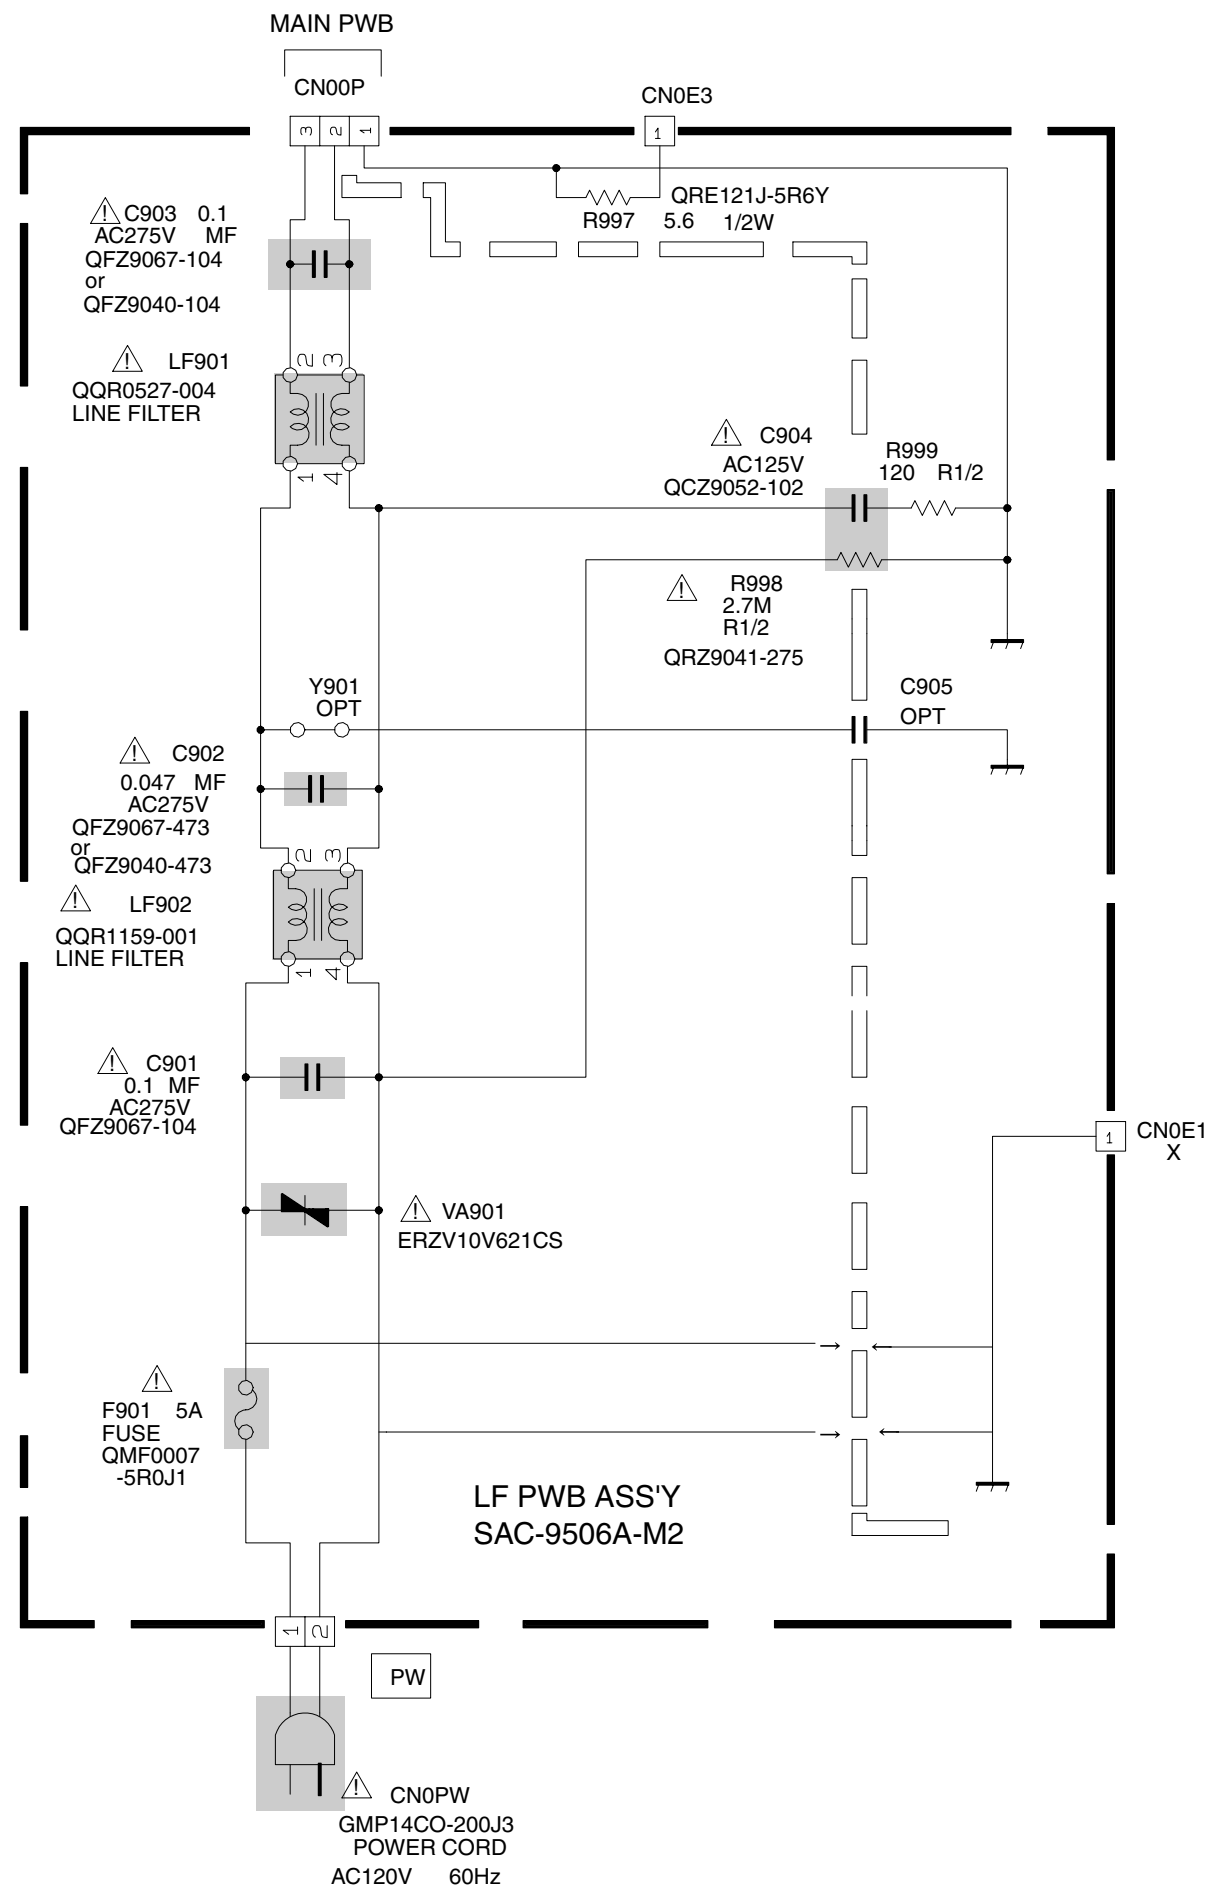 MAIN PWB
CN00P
CN0E3
3 2 1
1
QRE121J-5R6Y
R997 5.6 1/2W
C903 0.1
AC275V MF
QFZ9067-104
or
QFZ9040-104
2 3
LF901
QQR0527-004
LINE FILTER
1 4
C904
AC125V
QCZ9052-102
R999
120 R1/2
R998
2.7M
R1/2
QRZ9041-275
Y901
OPT
C905
OPT
C902
0.047 MF
AC275V
QFZ9067-473
or
QFZ9040-473
2 3
LF902
QQR1159-001
LINE FILTER
1 4
C901
0.1 MF
AC275V
QFZ9067-104
1
CN0E1
X
VA901
ERZV10V621CS
F901 5A
FUSE
QMF0007
-5R0J1
LF PWB ASS'Y
SAC-9506A-M2
1 2
PW
CN0PW
GMP14CO-200J3
POWER CORD
AC120V 60Hz